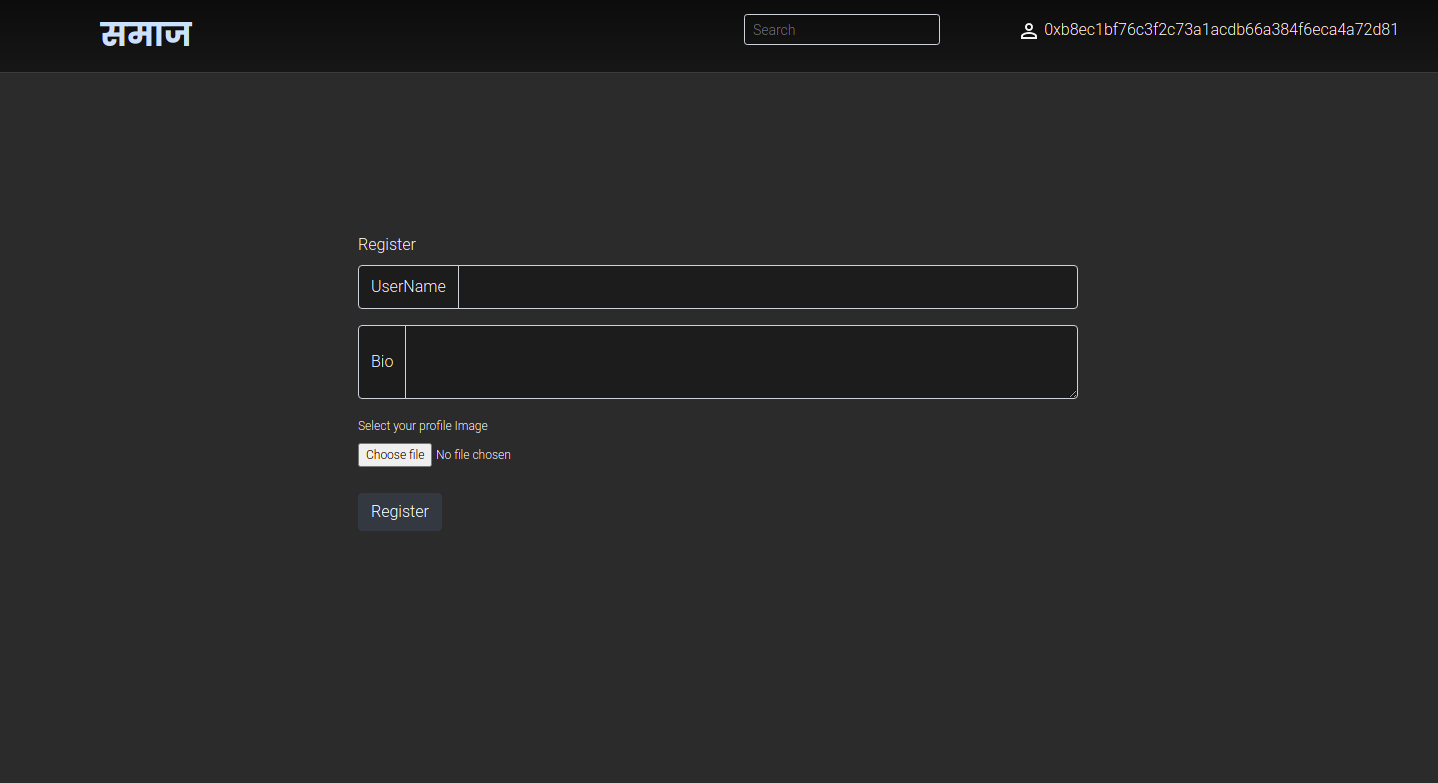 समाज
Search
0xb8ec1bf76c3f2c73a1acdb66a384f6eca4a72d81
Register
UserName
Bio
Select your profile Image
Choose file No file chosen
Register